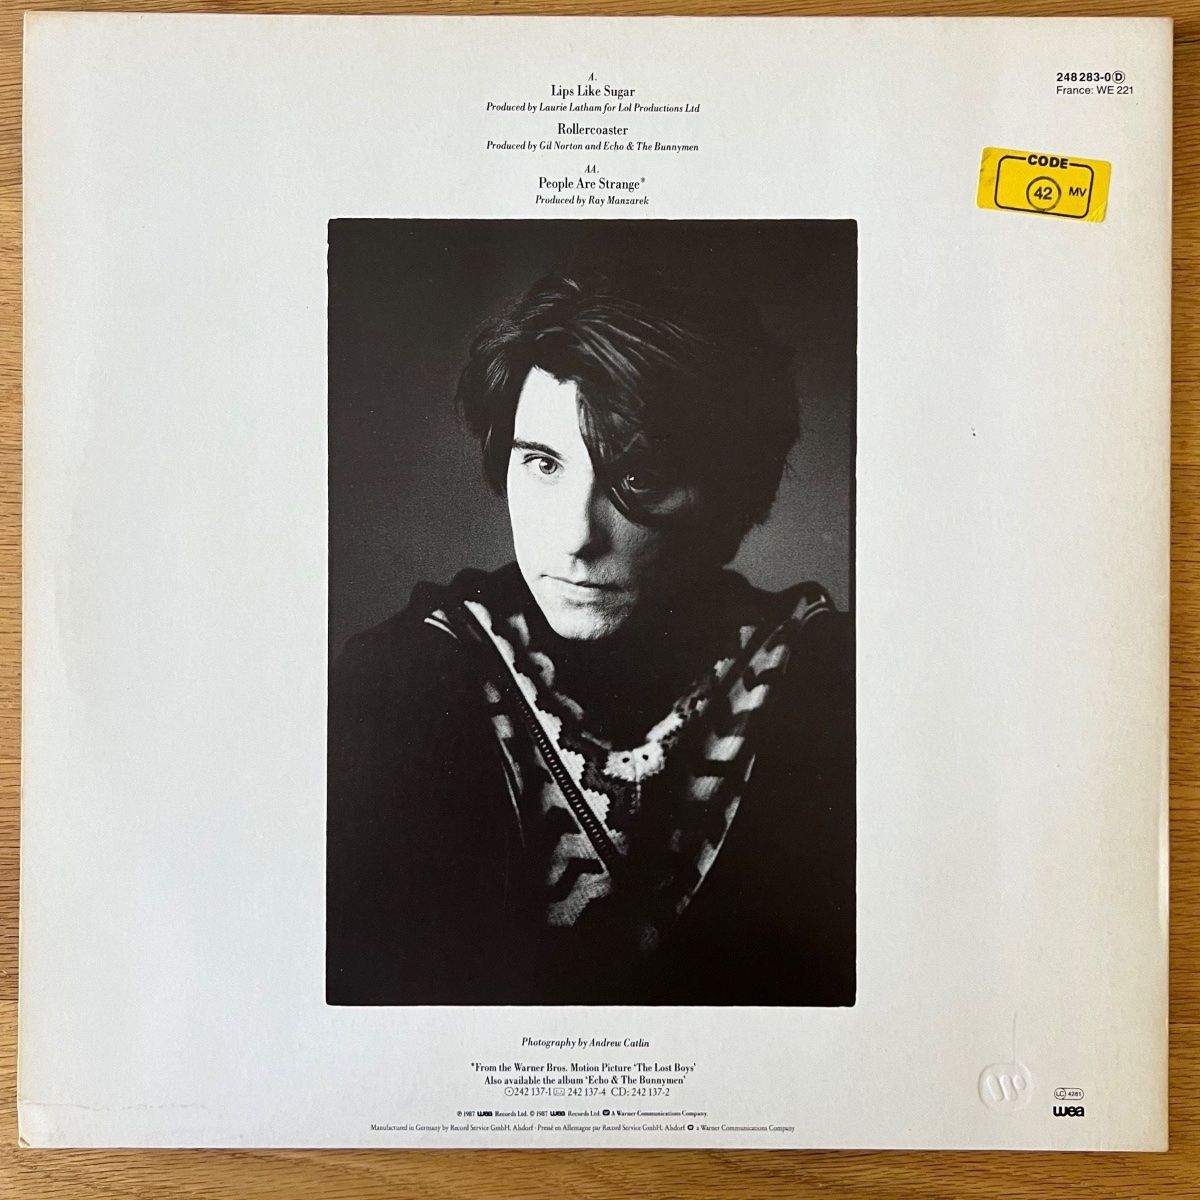 A.
Lips Like Sugar
Produced by Laurie Latham for Lol Productions Ltd
Rollercoaster
Produced by Gil Norton and Echo & The Bunnymen
AA.
People Are Strange*
Produced by Ray Manzarek
248 283-0 D
France: WE 221
CODE
42 MV
Photography by Andrew Catlin
*From the Warner Bros. Motion Picture 'The Lost Boys'
Also available the album 'Echo & The Bunnymen'
242 137-1 242 137-4 CD: 242 137-2
℗ 1987 wea Records Ltd. © 1987 wea Records Ltd. A Warner Communications Company.
Manufactured in Germany by Record Service GmbH, Alsdorf · Pressé en Allemagne par Record Service GmbH, Alsdorf a Warner Communications Company
LC 4281
wea